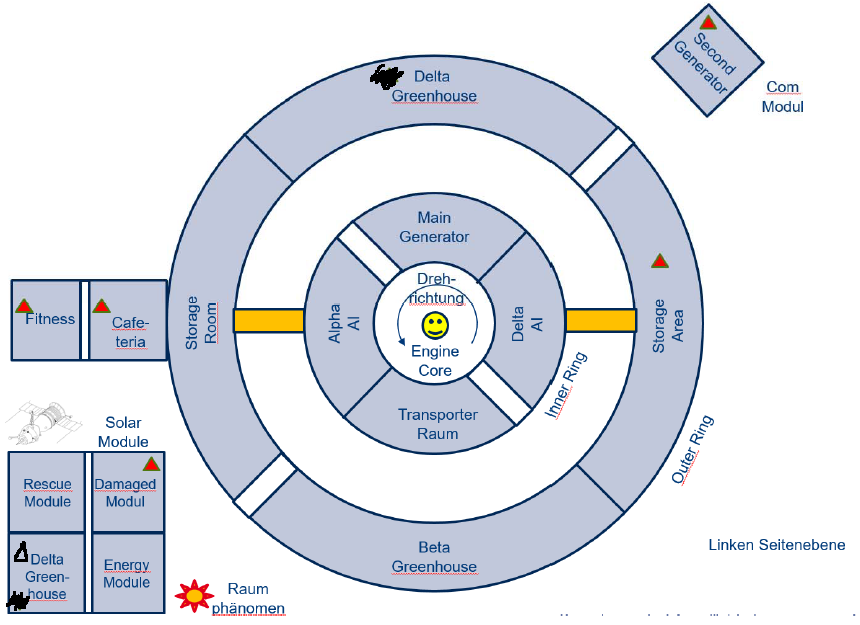 Second
Generator
Com
Modul
Delta
Greenhouse
Main
Generator
Dreh-
richtung
Alpha
AI
Delta
AI
Engine
Core
Transporter
Raum
Inner Ring
Outer Ring
Storage
Room
Storage
Area
Fitness
Cafe-
teria
Solar
Module
Rescue
Module
Damaged
Modul
Delta
Green-
house
Energy
Module
Beta
Greenhouse
Linken Seitenebene
Raum
phänomen